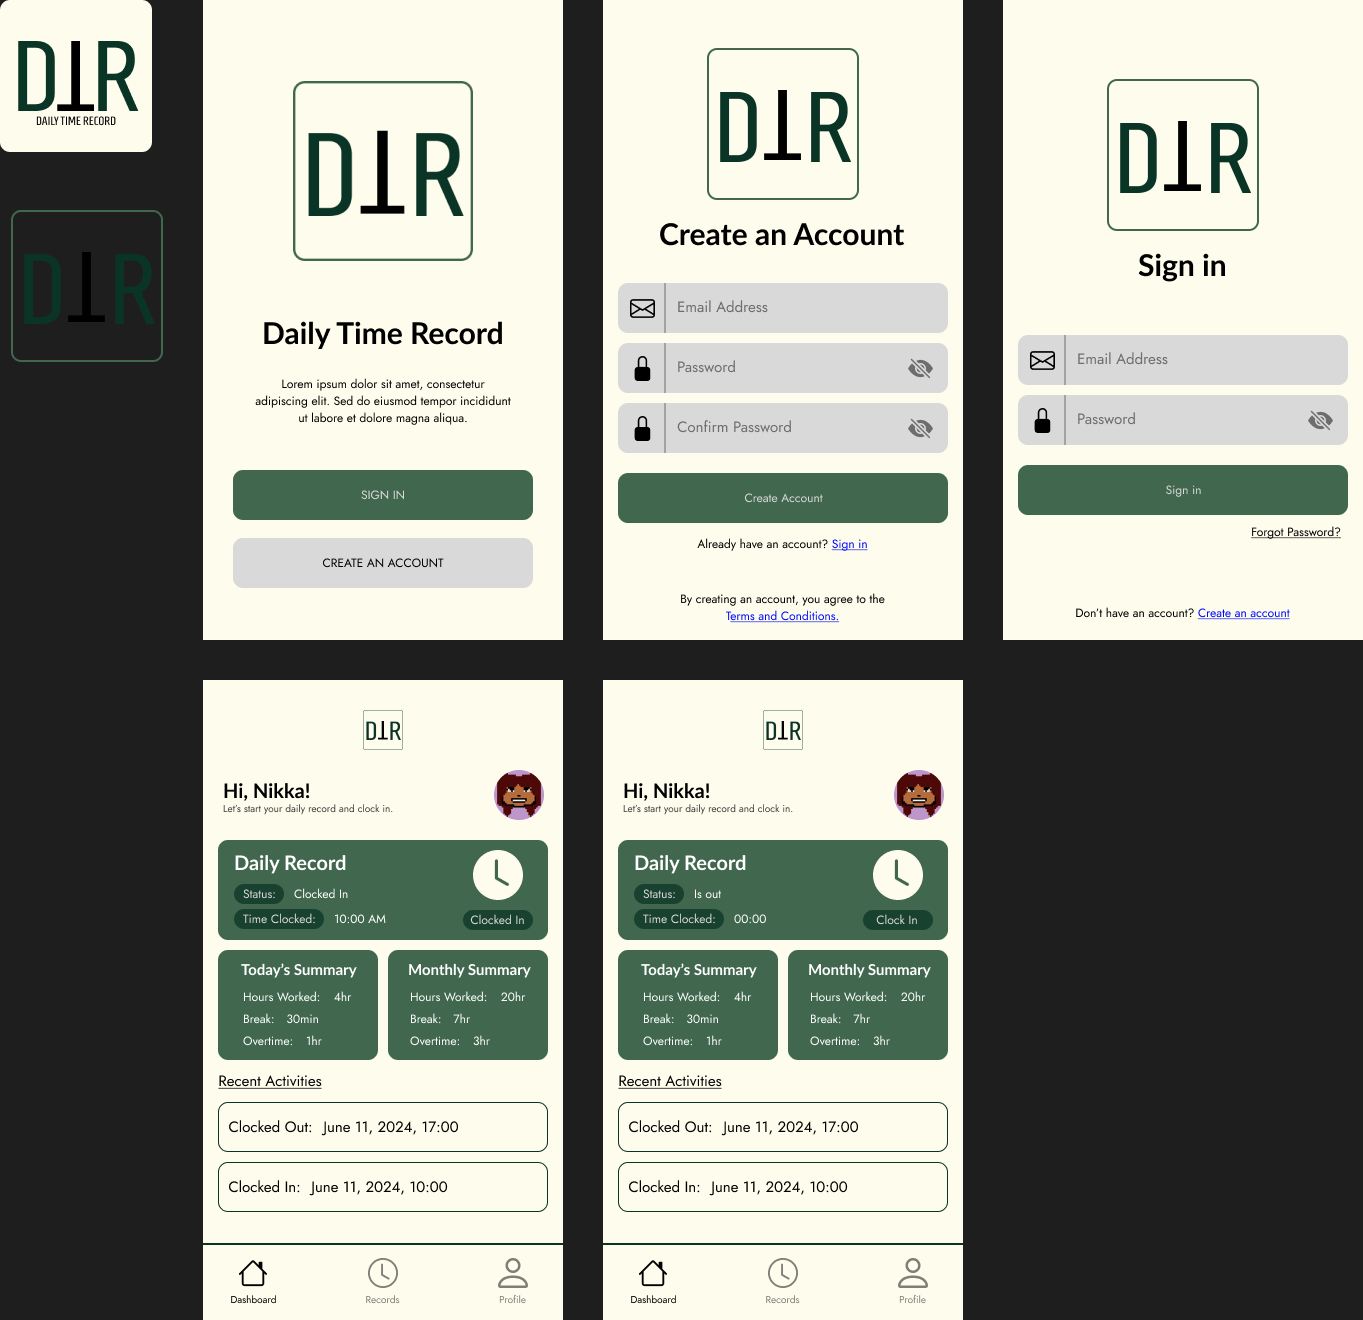 DTR
DAILY TIME RECORD
DTR
DTR
Daily Time Record
Lorem ipsum dolor sit amet, consectetur
adipiscing elit. Sed do eiusmod tempor incididunt
ut labore et dolore magna aliqua.
SIGN IN
CREATE AN ACCOUNT
DTR
Create an Account
Email Address
Password
Confirm Password
Create Account
Already have an account? Sign in
By creating an account, you agree to the
Terms and Conditions.
DTR
Sign in
Email Address
Password
Sign in
Forgot Password?
Don't have an account? Create an account
DTR
Hi, Nikka!
Let's start your daily record and clock in.
Daily Record
Status: Clocked In
Time Clocked: 10:00 AM
Clocked In
Today's Summary
Hours Worked: 4hr
Break: 30min
Overtime: 1hr
Monthly Summary
Hours Worked: 20hr
Break: 7hr
Overtime: 3hr
Recent Activities
Clocked Out: June 11, 2024, 17:00
Clocked In: June 11, 2024, 10:00
Dashboard
Records
Profile
DTR
Hi, Nikka!
Let's start your daily record and clock in.
Daily Record
Status: Is out
Time Clocked: 00:00
Clock In
Today's Summary
Hours Worked: 4hr
Break: 30min
Overtime: 1hr
Monthly Summary
Hours Worked: 20hr
Break: 7hr
Overtime: 3hr
Recent Activities
Clocked Out: June 11, 2024, 17:00
Clocked In: June 11, 2024, 10:00
Dashboard
Records
Profile